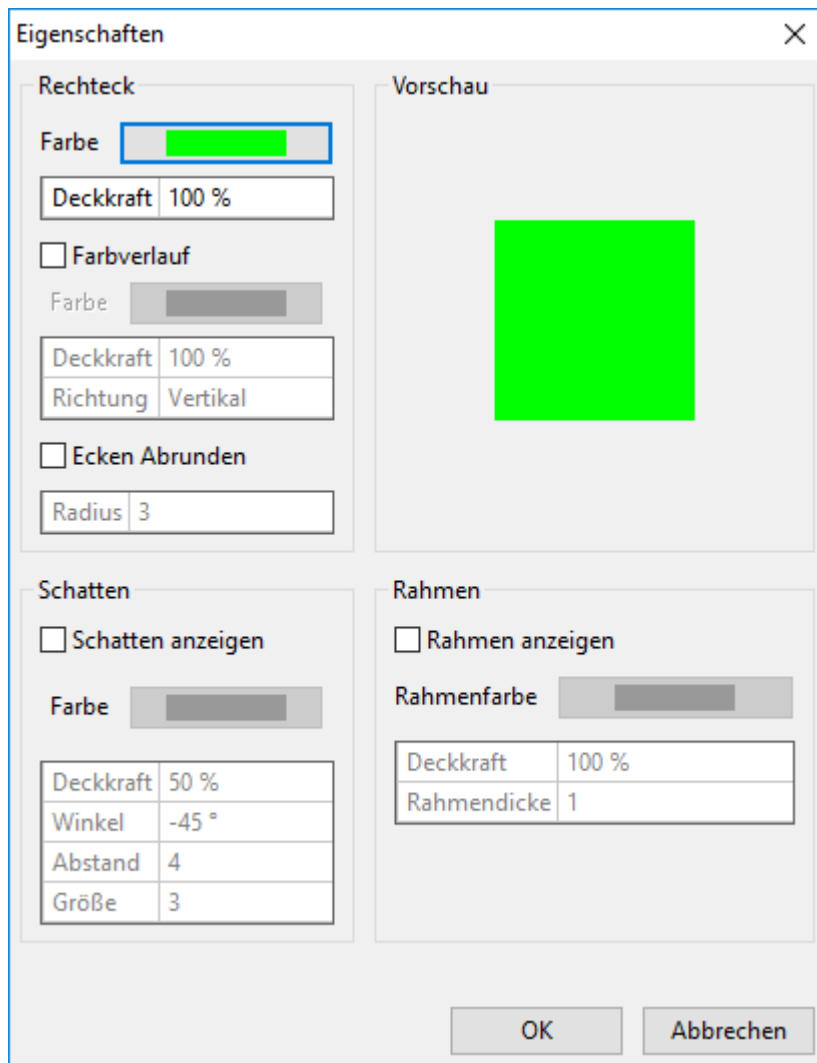 Eigenschaften
Rechteck
Farbe
Deckkraft 100 %
Farbverlauf
Farbe
Deckkraft 100 %
Richtung Vertikal
Ecken Abrunden
Radius 3
Vorschau
Schatten
Schatten anzeigen
Farbe
Deckkraft 50 %
Winkel -45 °
Abstand 4
Größe 3
Rahmen
Rahmen anzeigen
Rahmenfarbe
Deckkraft 100 %
Rahmendicke 1
OK
Abbrechen